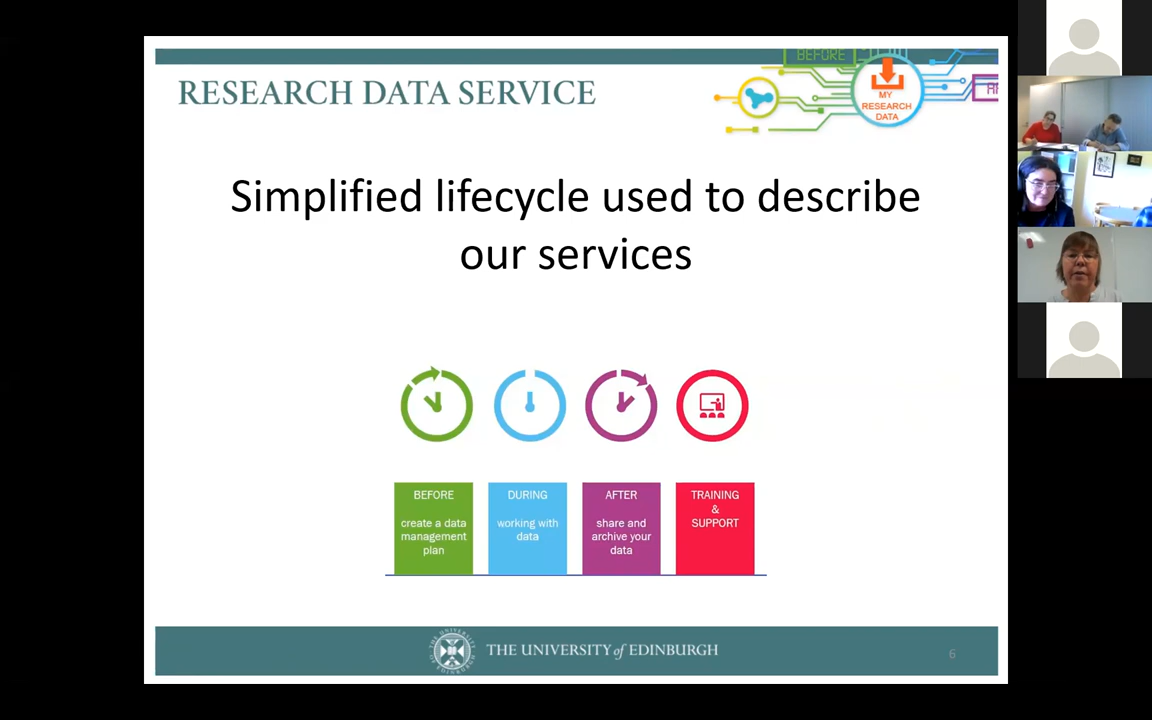 BEFORE
RESEARCH DATA SERVICE
MY
RESEARCH
DATA
Simplified lifecycle used to describe
our services
BEFORE
create a data
management
plan
DURING
working with
data
AFTER
share and
archive your
data
TRAINING
&
SUPPORT
THE UNIVERSITY of EDINBURGH
6